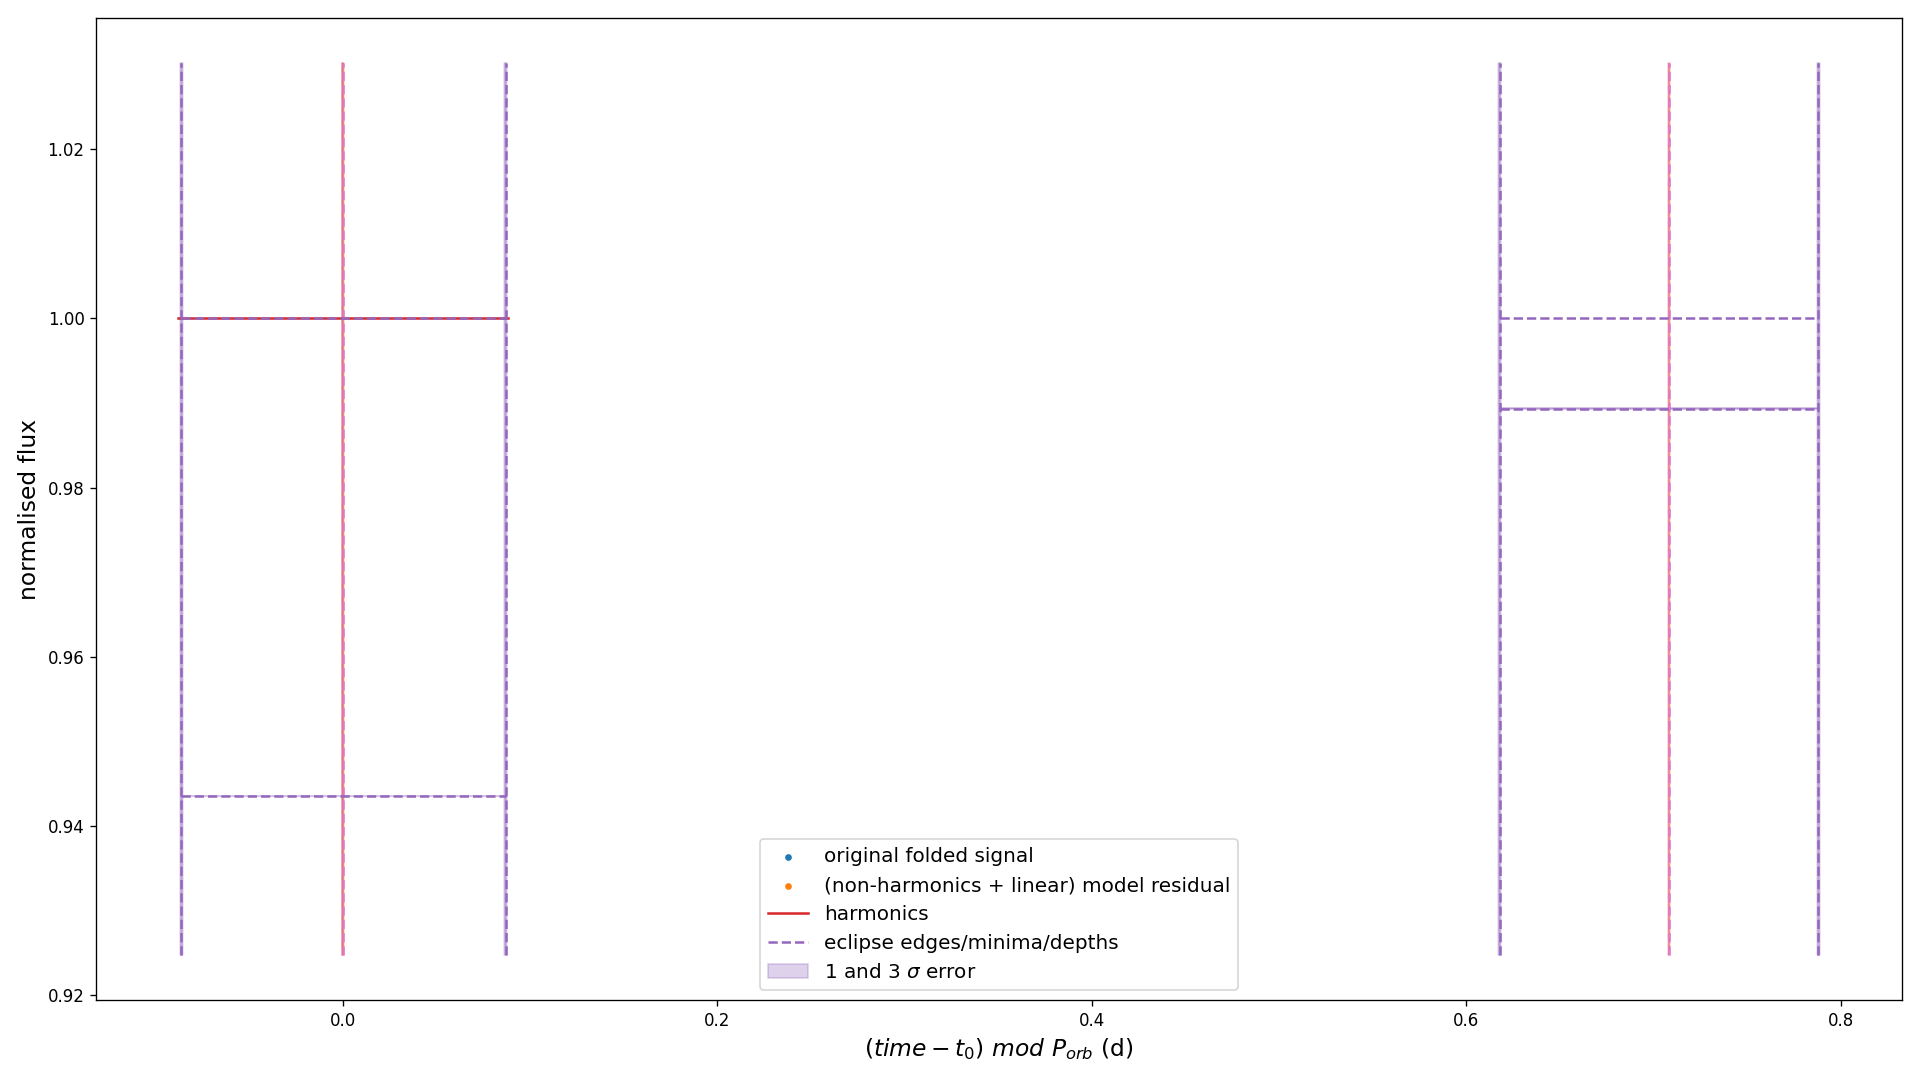 normalised flux
1.02
1.00
0.98
0.96
0.94
0.92
original folded signal
(non-harmonics + linear) model residual
harmonics
eclipse edges/minima/depths
1 and 3 σ error
0.0
0.2
0.4
0.6
0.8
(time − t₀) mod P_orb (d)